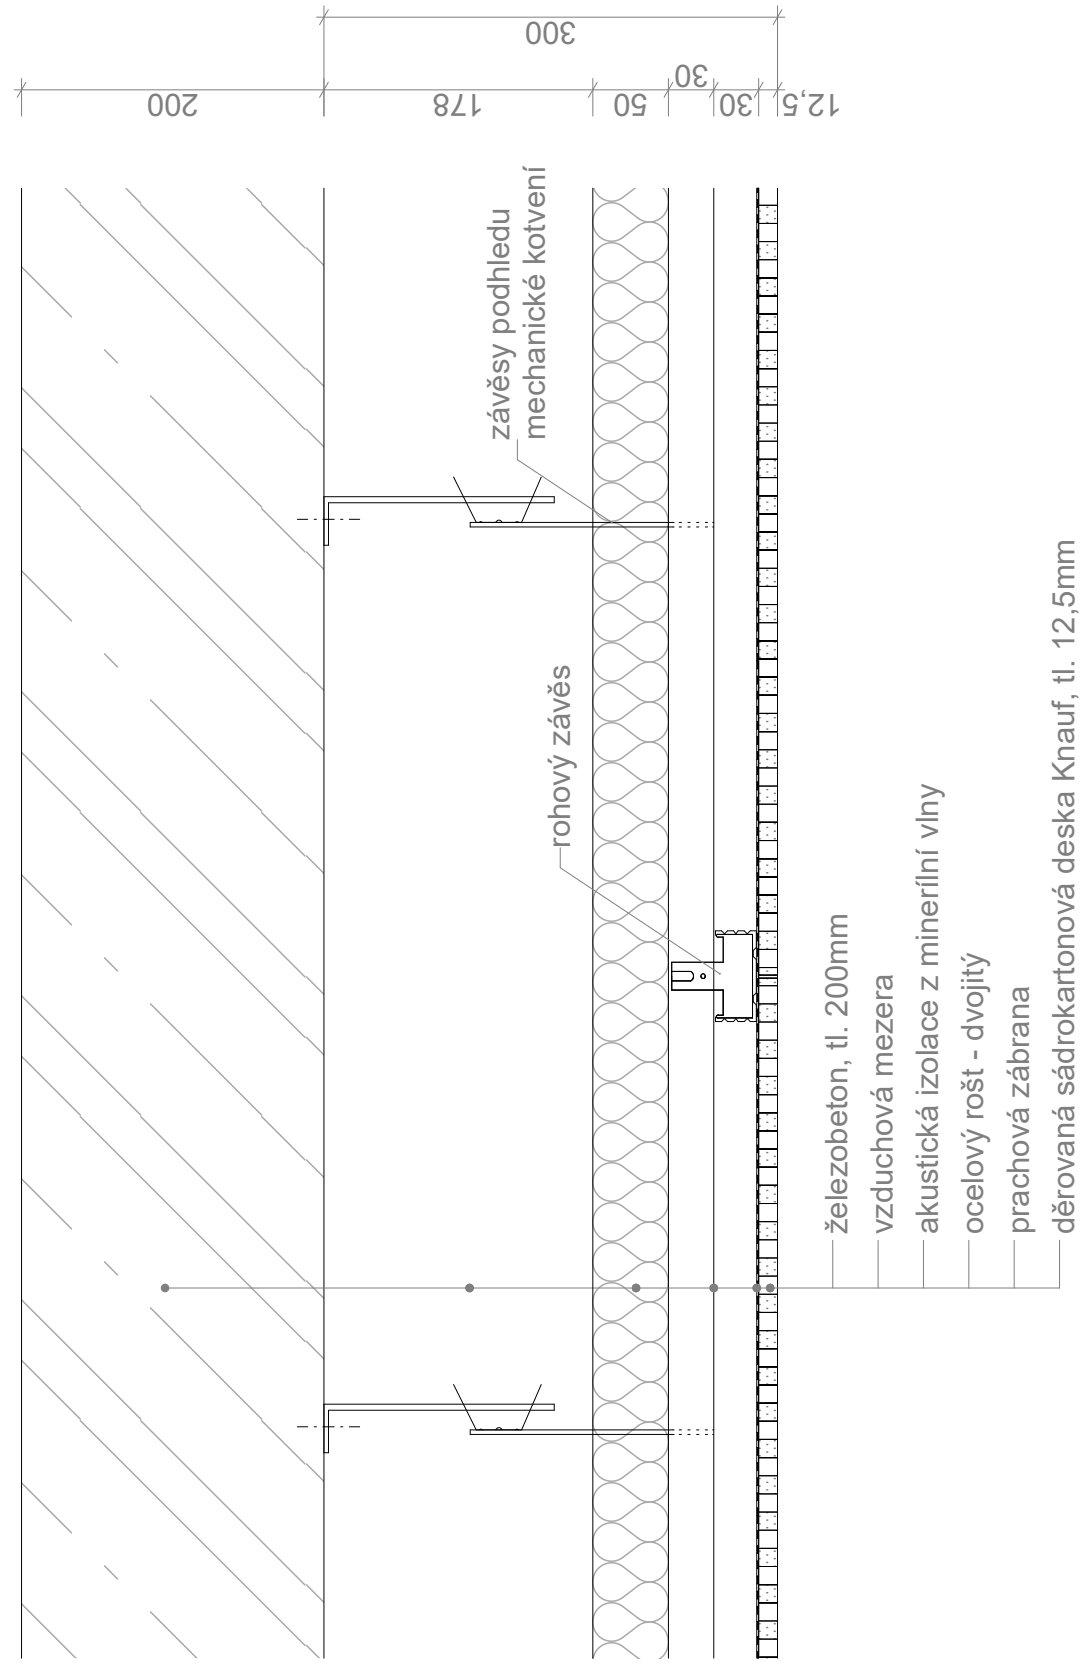 300
200
178
50
30
30
12,5
závěsy podhledu
mechanické kotvení
rohový závěs
železobeton, tl. 200mm
vzduchová mezera
akustická izolace z minerílní vlny
ocelový rošt - dvojitý
prachová zábrana
děrovaná sádrokartonová deska Knauf, tl. 12,5mm